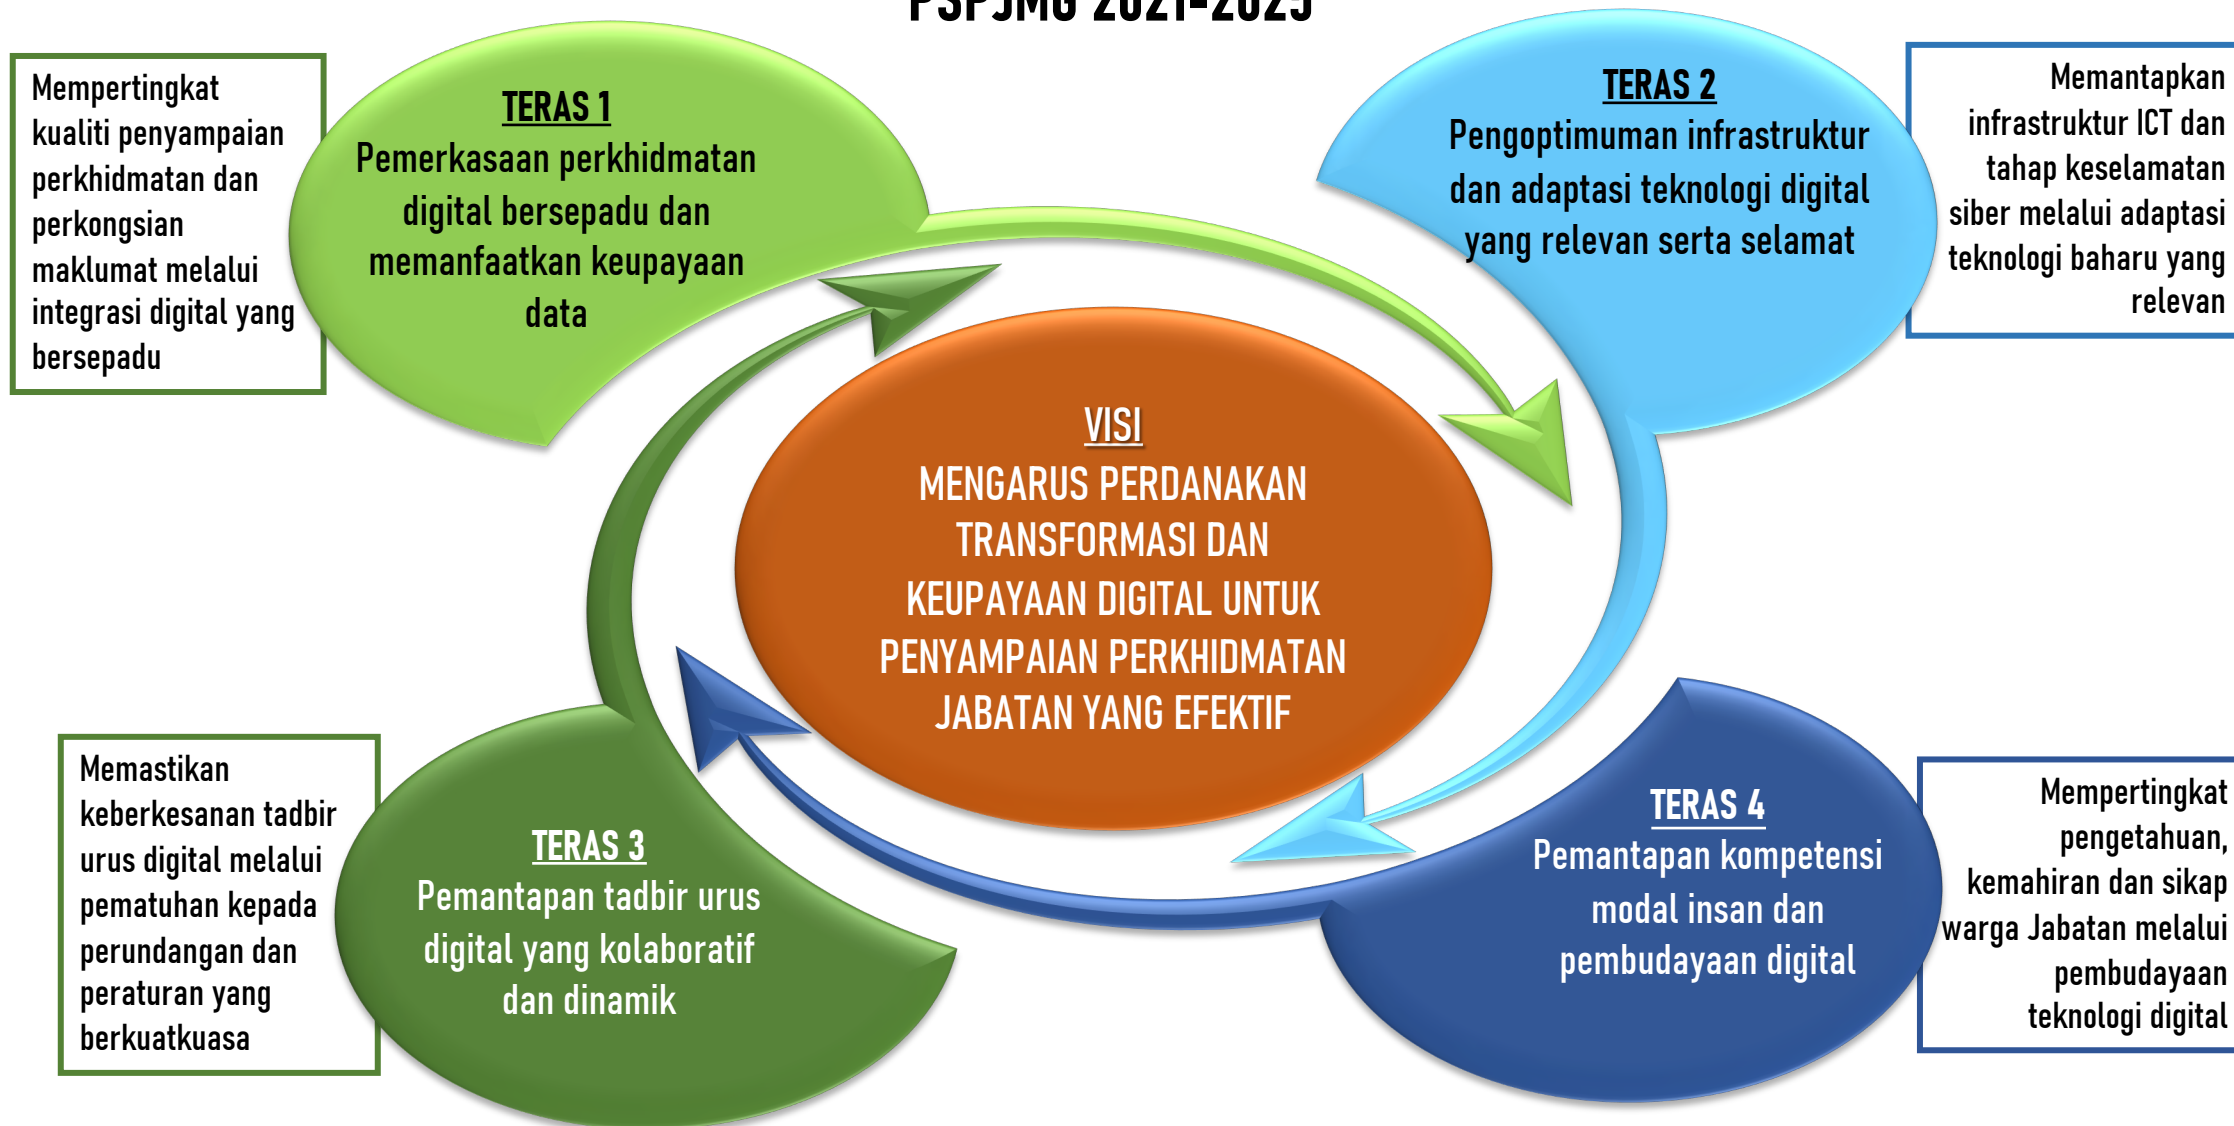 PSPJMG 2021-2025
Mempertingkat
kualiti penyampaian
perkhidmatan dan
perkongsian
maklumat melalui
integrasi digital yang
bersepadu
TERAS 1
Pemerkasaan perkhidmatan
digital bersepadu dan
memanfaatkan keupayaan
data
TERAS 2
Pengoptimuman infrastruktur
dan adaptasi teknologi digital
yang relevan serta selamat
Memantapkan
infrastruktur ICT dan
tahap keselamatan
siber melalui adaptasi
teknologi baharu yang
relevan
VISI
MENGARUS PERDANAKAN
TRANSFORMASI DAN
KEUPAYAAN DIGITAL UNTUK
PENYAMPAIAN PERKHIDMATAN
JABATAN YANG EFEKTIF
Memastikan
keberkesanan tadbir
urus digital melalui
pematuhan kepada
perundangan dan
peraturan yang
berkuatkuasa
TERAS 3
Pemantapan tadbir urus
digital yang kolaboratif
dan dinamik
TERAS 4
Pemantapan kompetensi
modal insan dan
pembudayaan digital
Mempertingkat
pengetahuan,
kemahiran dan sikap
warga Jabatan melalui
pembudayaan
teknologi digital